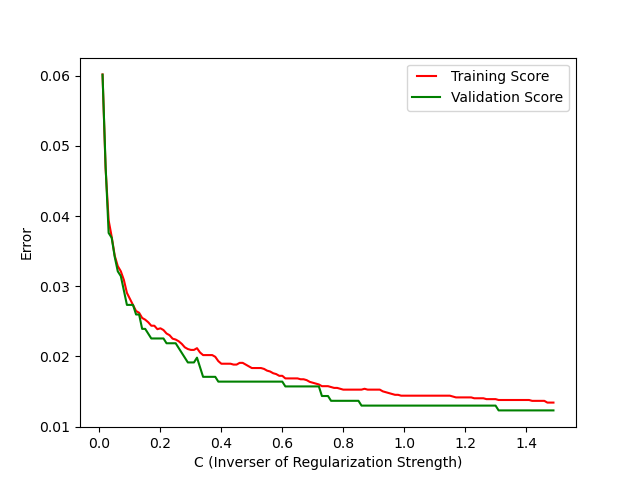 Training Score
Validation Score
0.06
0.05
0.04
0.03
0.02
0.01
Error
0.0 0.2 0.4 0.6 0.8 1.0 1.2 1.4
C (Inverser of Regularization Strength)